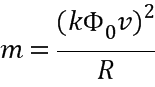 m = (kΦ₀v)² / R